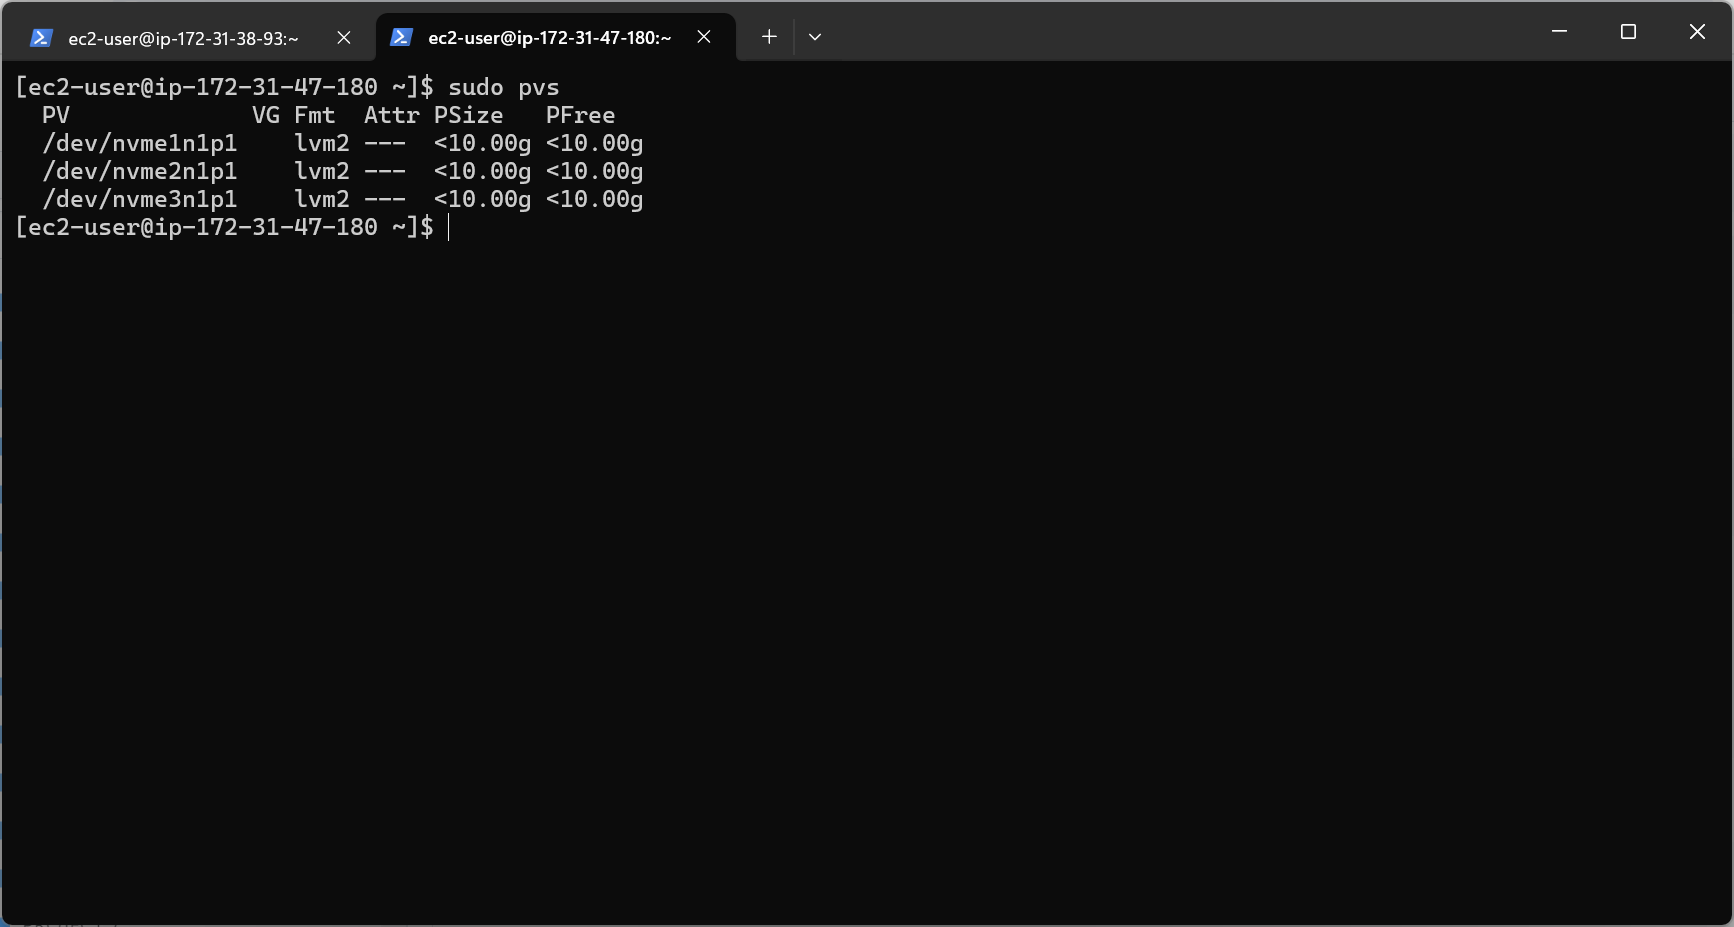 ec2-user@ip-172-31-38-93:~
ec2-user@ip-172-31-47-180:~
[ec2-user@ip-172-31-47-180 ~]$ sudo pvs
  PV             VG Fmt  Attr PSize   PFree
  /dev/nvme1n1p1    lvm2 ---  <10.00g <10.00g
  /dev/nvme2n1p1    lvm2 ---  <10.00g <10.00g
  /dev/nvme3n1p1    lvm2 ---  <10.00g <10.00g
[ec2-user@ip-172-31-47-180 ~]$